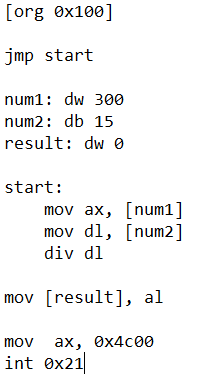 [org 0x100]
jmp start
num1: dw 300
num2: db 15
result: dw 0
start:
mov ax, [num1]
mov dl, [num2]
div dl
mov [result], al
mov  ax, 0x4c00
int 0x21